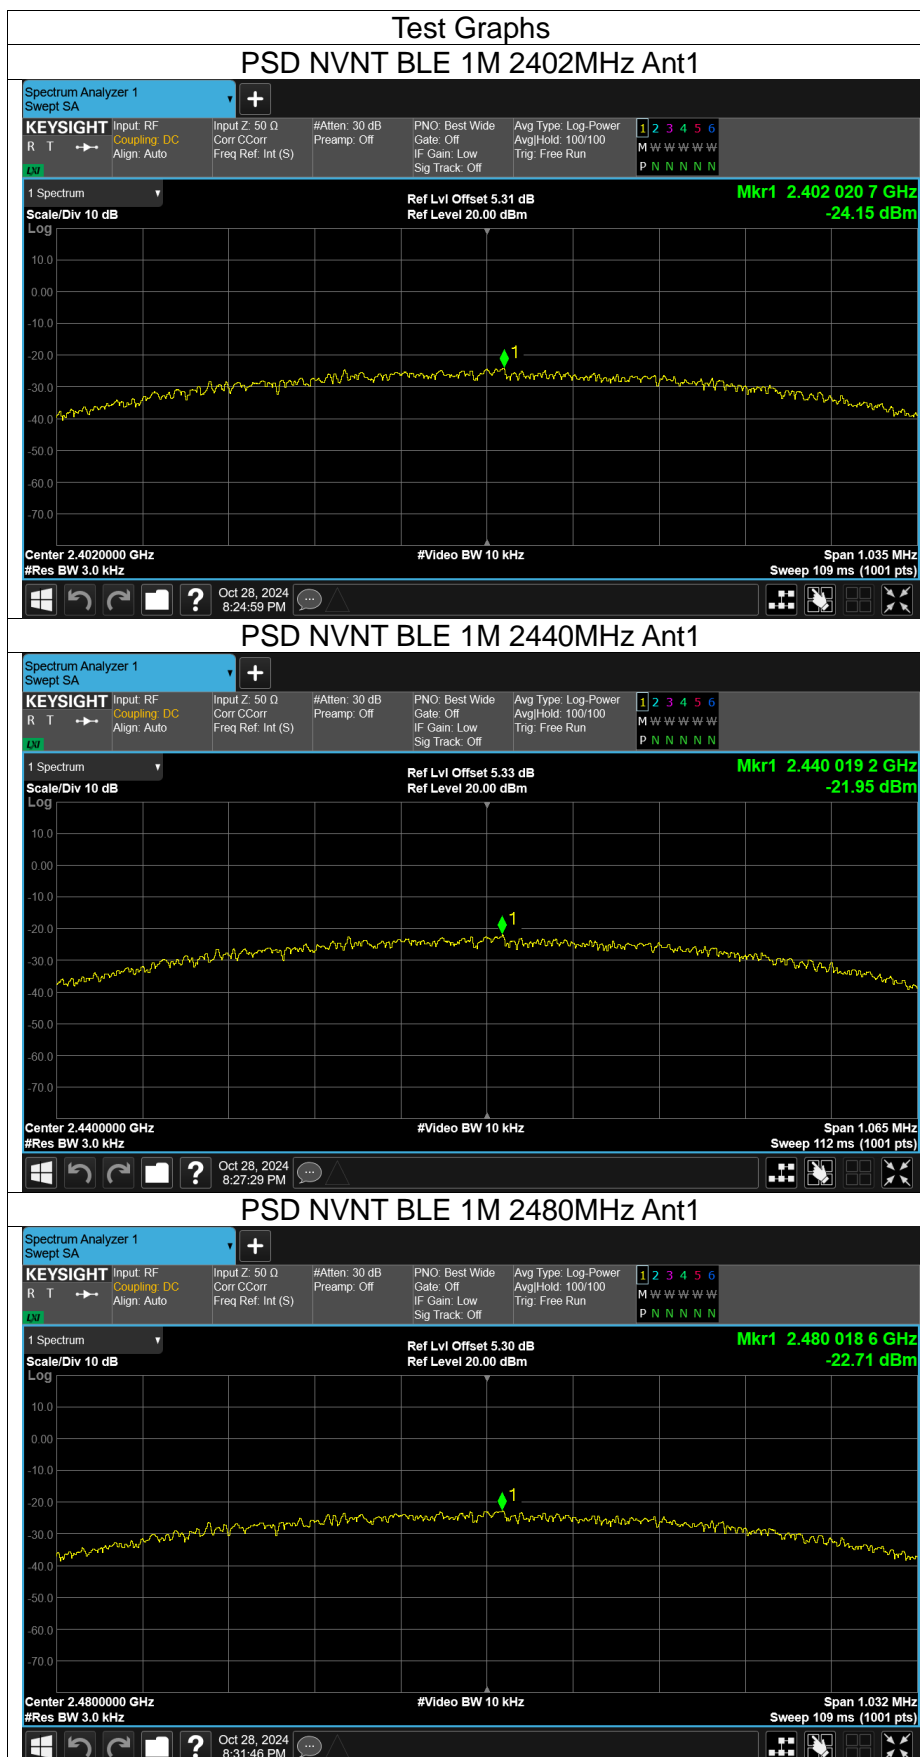 Test Graphs
PSD NVNT BLE 1M 2402MHz Ant1
Spectrum Analyzer 1
Swept SA
KEYSIGHT Input: RF Input Z: 50 Ω #Atten: 30 dB PNO: Best Wide Avg Type: Log-Power 1 2 3 4 5 6
R T Coupling: DC Corr CCorr Preamp: Off Gate: Off Avg|Hold: 100/100 M W W W W W
Align: Auto Freq Ref: Int (S) IF Gain: Low Trig: Free Run
LXI Sig Track: Off P N N N N N
1 Spectrum Ref Lvl Offset 5.31 dB Mkr1 2.402 020 7 GHz
Scale/Div 10 dB Ref Level 20.00 dBm -24.15 dBm
Log
10.0
0.00
-10.0
1
-20.0
-30.0
-40.0
-50.0
-60.0
-70.0
Center 2.4020000 GHz #Video BW 10 kHz Span 1.035 MHz
#Res BW 3.0 kHz Sweep 109 ms (1001 pts)
Oct 28, 2024
8:24:59 PM
PSD NVNT BLE 1M 2440MHz Ant1
Spectrum Analyzer 1
Swept SA
KEYSIGHT Input: RF Input Z: 50 Ω #Atten: 30 dB PNO: Best Wide Avg Type: Log-Power 1 2 3 4 5 6
R T Coupling: DC Corr CCorr Preamp: Off Gate: Off Avg|Hold: 100/100 M W W W W W
Align: Auto Freq Ref: Int (S) IF Gain: Low Trig: Free Run
LXI Sig Track: Off P N N N N N
1 Spectrum Ref Lvl Offset 5.33 dB Mkr1 2.440 019 2 GHz
Scale/Div 10 dB Ref Level 20.00 dBm -21.95 dBm
Log
10.0
0.00
-10.0
1
-20.0
-30.0
-40.0
-50.0
-60.0
-70.0
Center 2.4400000 GHz #Video BW 10 kHz Span 1.065 MHz
#Res BW 3.0 kHz Sweep 112 ms (1001 pts)
Oct 28, 2024
8:27:29 PM
PSD NVNT BLE 1M 2480MHz Ant1
Spectrum Analyzer 1
Swept SA
KEYSIGHT Input: RF Input Z: 50 Ω #Atten: 30 dB PNO: Best Wide Avg Type: Log-Power 1 2 3 4 5 6
R T Coupling: DC Corr CCorr Preamp: Off Gate: Off Avg|Hold: 100/100 M W W W W W
Align: Auto Freq Ref: Int (S) IF Gain: Low Trig: Free Run
LXI Sig Track: Off P N N N N N
1 Spectrum Ref Lvl Offset 5.30 dB Mkr1 2.480 018 6 GHz
Scale/Div 10 dB Ref Level 20.00 dBm -22.71 dBm
Log
10.0
0.00
-10.0
1
-20.0
-30.0
-40.0
-50.0
-60.0
-70.0
Center 2.4800000 GHz #Video BW 10 kHz Span 1.032 MHz
#Res BW 3.0 kHz Sweep 109 ms (1001 pts)
Oct 28, 2024
8:31:46 PM